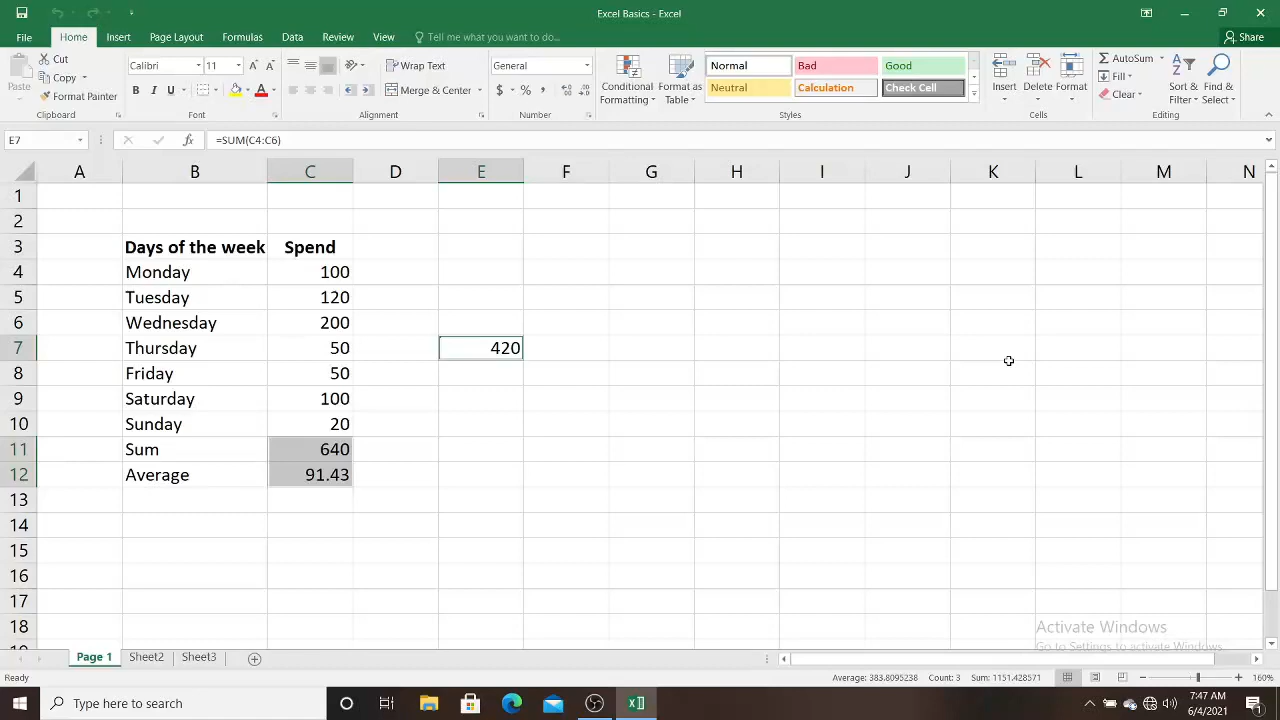 Excel Basics - Excel
File Home Insert Page Layout Formulas Data Review View Tell me what you want to do... Share
Paste Cut Copy Format Painter Clipboard
Calibri 11 A A B I U A Font
Wrap Text Merge & Center Alignment
General $ % Number
Conditional Formatting Format as Table
Normal Bad Good
Neutral Calculation Check Cell
Styles
Insert Delete Format Cells
AutoSum Fill Clear Sort & Filter Find & Select Editing
E7 fx =SUM(C4:C6)
A B C D E F G H I J K L M N
1
2
3 Days of the week Spend
4 Monday 100
5 Tuesday 120
6 Wednesday 200
7 Thursday 50 420
8 Friday 50
9 Saturday 100
10 Sunday 20
11 Sum 640
12 Average 91.43
13
14
15
16
17
18 Activate Windows
Go to Settings to activate Windows.
Page 1 Sheet2 Sheet3
Ready Average: 383.8095238 Count: 3 Sum: 1151.428571 160%
Type here to search 7:47 AM
6/4/2021